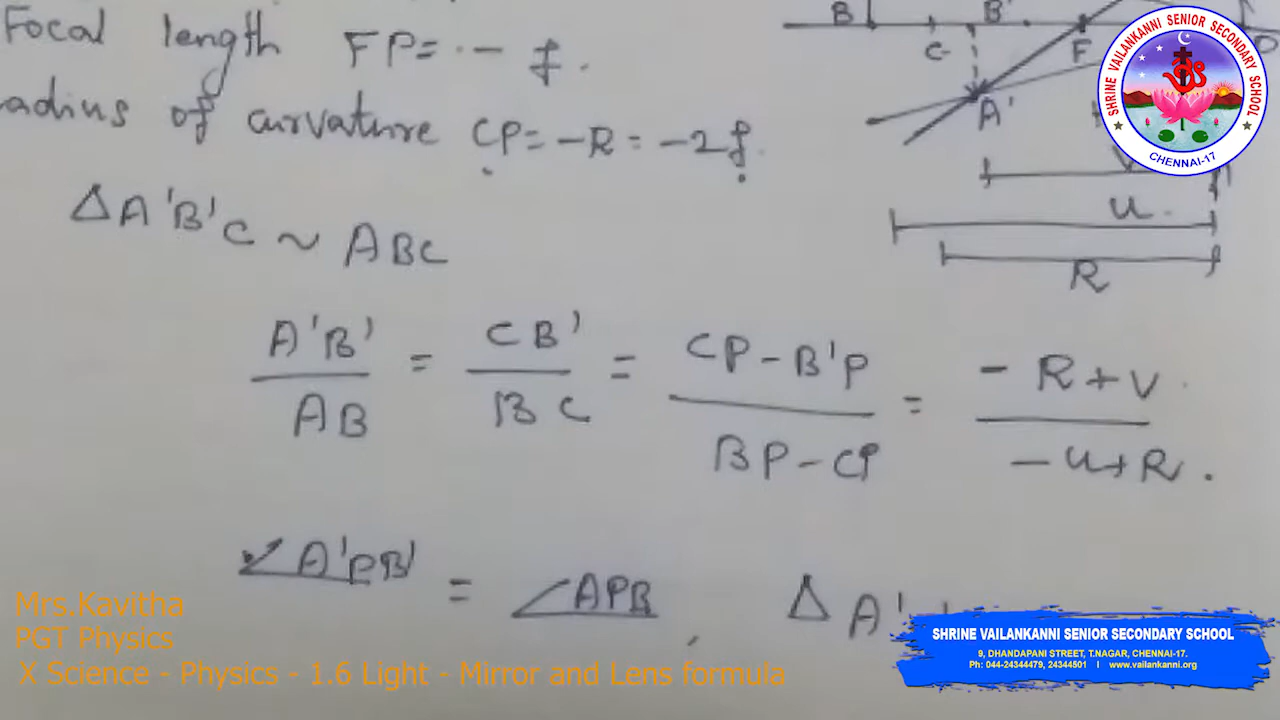 Focal length FP = - f.
radius of curvature CP = -R = -2f.
B C B' F P
A'
u.
R
ΔA'B'C ~ ABC
A'B'/AB = CB'/BC = CP-B'P/BP-CP = -R+V/-u+R.
∠A'PB' = ∠APB, Δ A'
SHRINE VAILANKANNI SENIOR SECONDARY SCHOOL
CHENNAI-17
Mrs.Kavitha
PGT Physics
X Science - Physics - 1.6 Light - Mirror and Lens formula
SHRINE VAILANKANNI SENIOR SECONDARY SCHOOL
9, DHANDAPANI STREET, T.NAGAR, CHENNAI-17.
Ph: 044-24344479, 24344501 | www.vailankanni.org